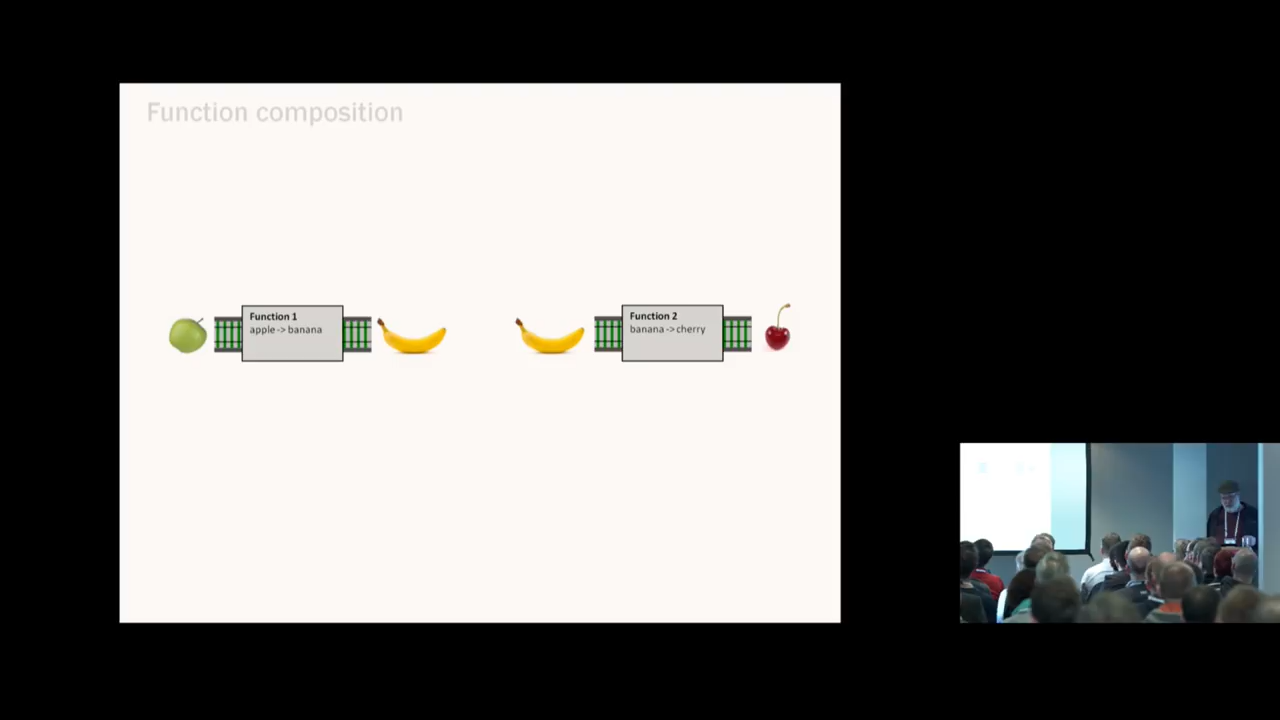 Function composition
Function 1
apple -> banana
Function 2
banana -> cherry